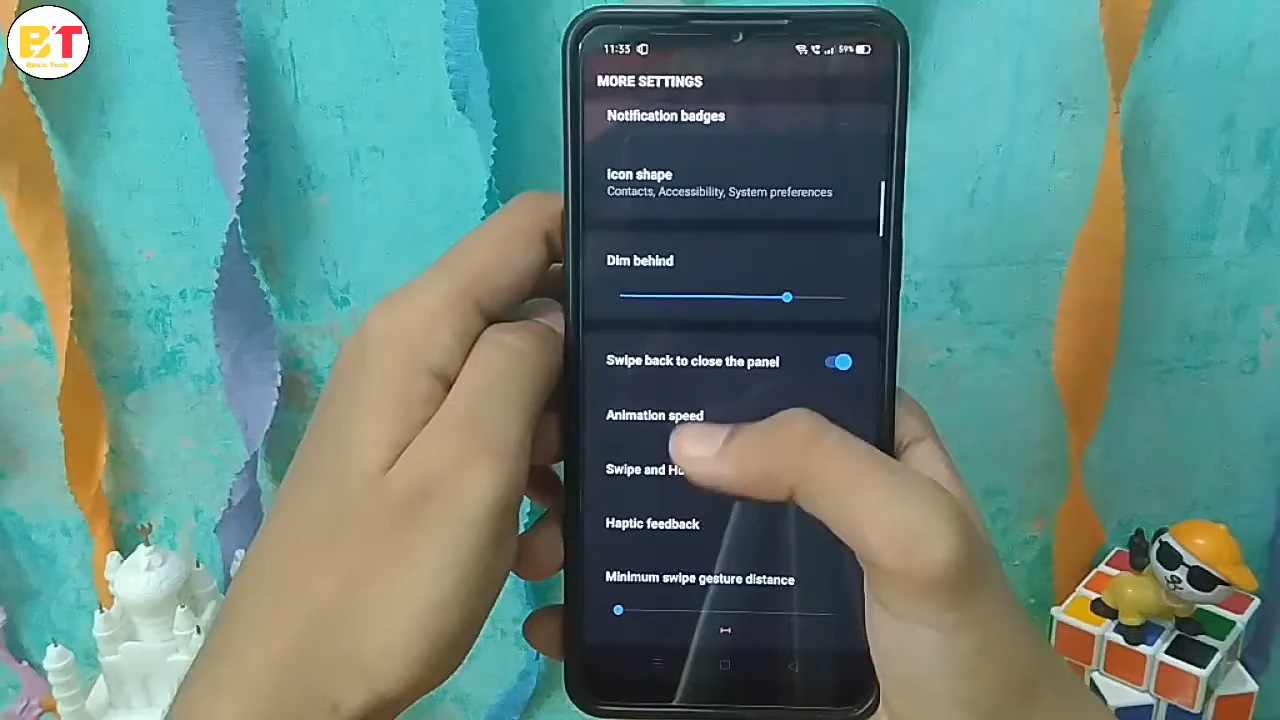 BT
Basic Tech
11:33
59%
MORE SETTINGS
Notification badges
Icon shape
Contacts, Accessibility, System preferences
Dim behind
Swipe back to close the panel
Animation speed
Swipe and
Haptic feedback
Minimum swipe gesture distance